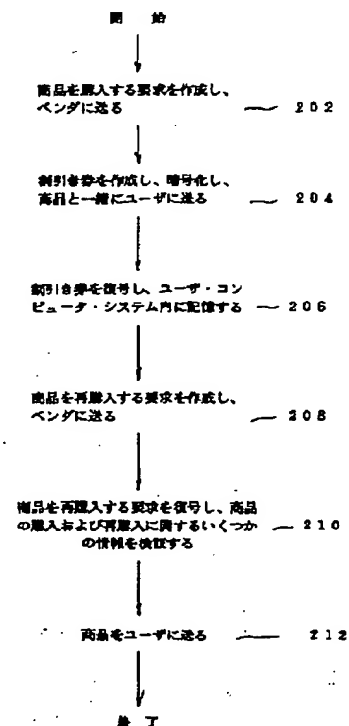 開 始
商品を購入する要求を作成し、
ベンダに送る 202
割引き券を作成し、暗号化し、
商品と一緒にユーザに送る 204
割引き券を復号し、ユーザ・コン
ピュータ・システム内に記憶する 206
商品を再購入する要求を作成し、
ベンダに送る 208
商品を再購入する要求を復号し、商品
の購入および再購入に関するいくつか 210
の情報を検証する
商品をユーザに送る 212
終 了